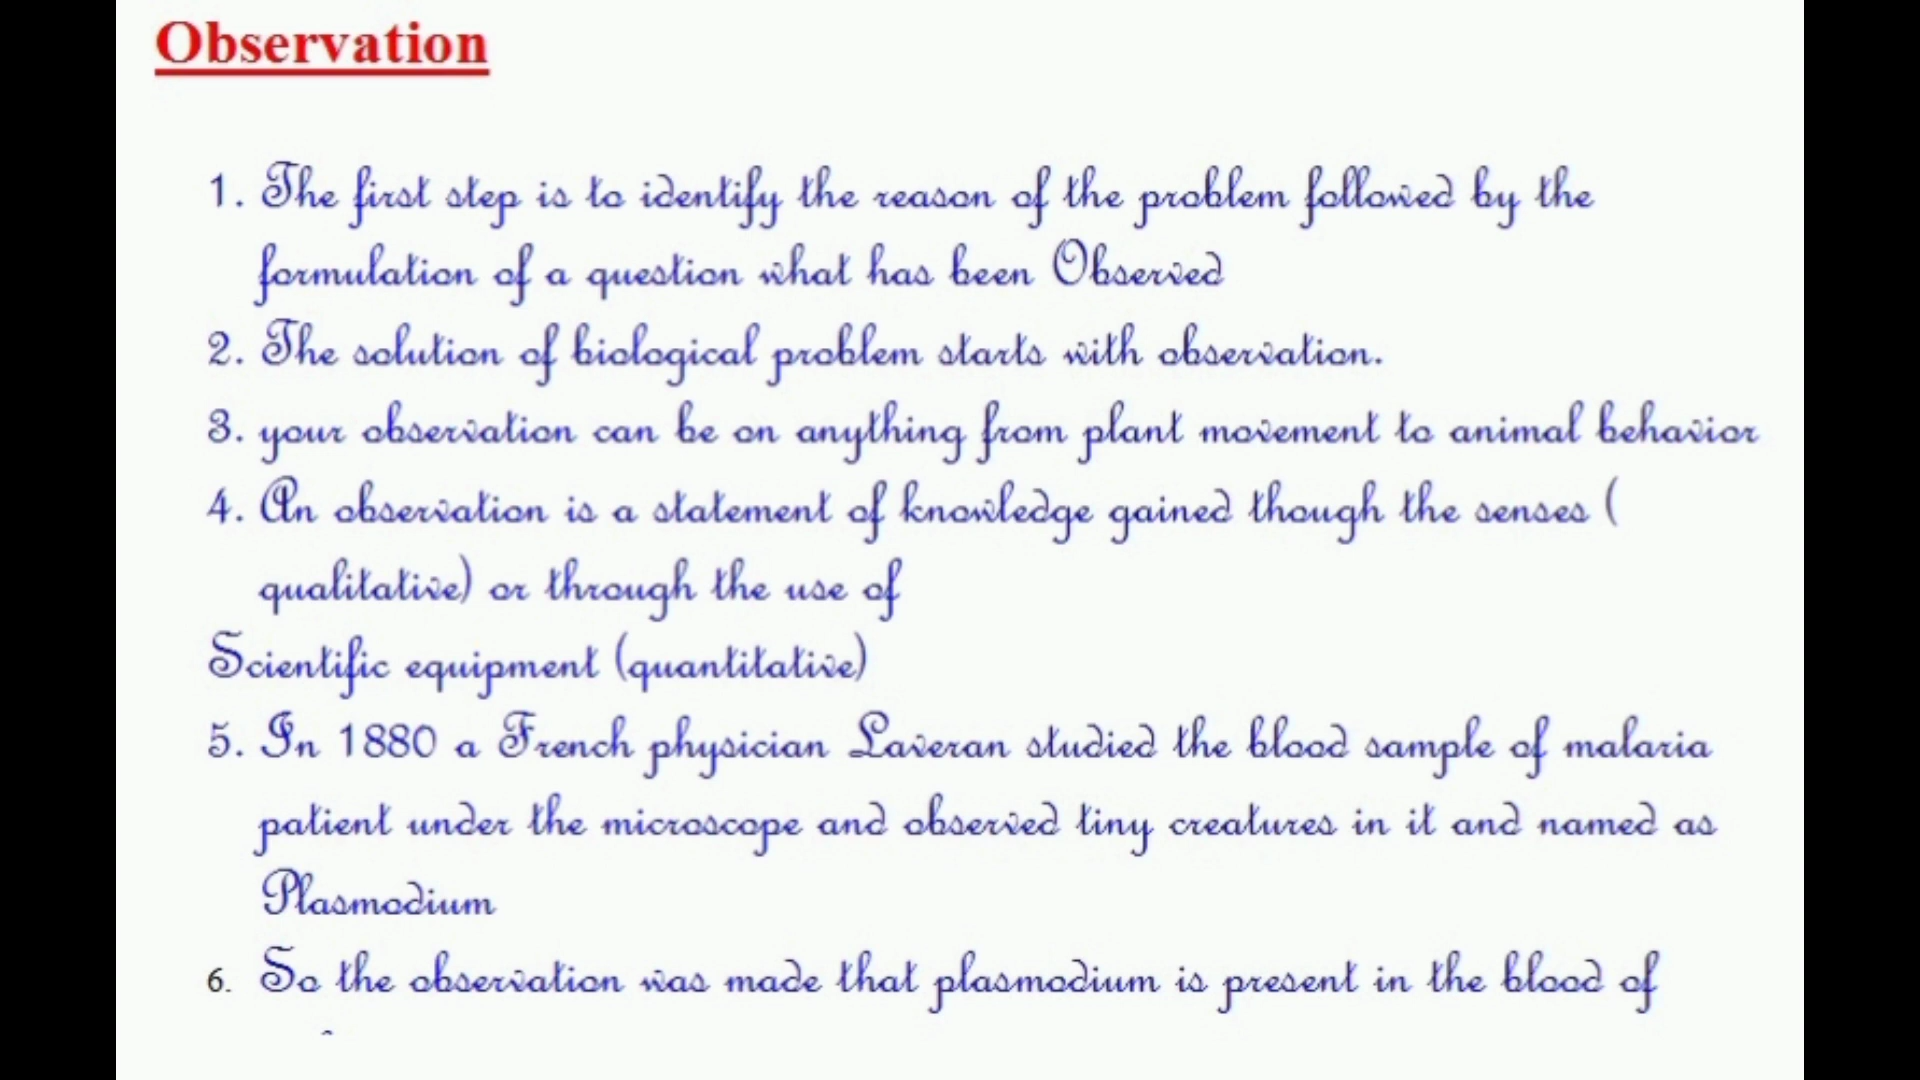 Observation
1. The first step is to identify the reason of the problem followed by the
formulation of a question what has been Observed
2. The solution of biological problem starts with observation.
3. your observation can be on anything from plant movement to animal behavior
4. An observation is a statement of knowledge gained though the senses (
qualitative) or through the use of
Scientific equipment (quantitative)
5. In 1880 a French physician Laveran studied the blood sample of malaria
patient under the microscope and observed tiny creatures in it and named as
Plasmodium
6. So the observation was made that plasmodium is present in the blood of